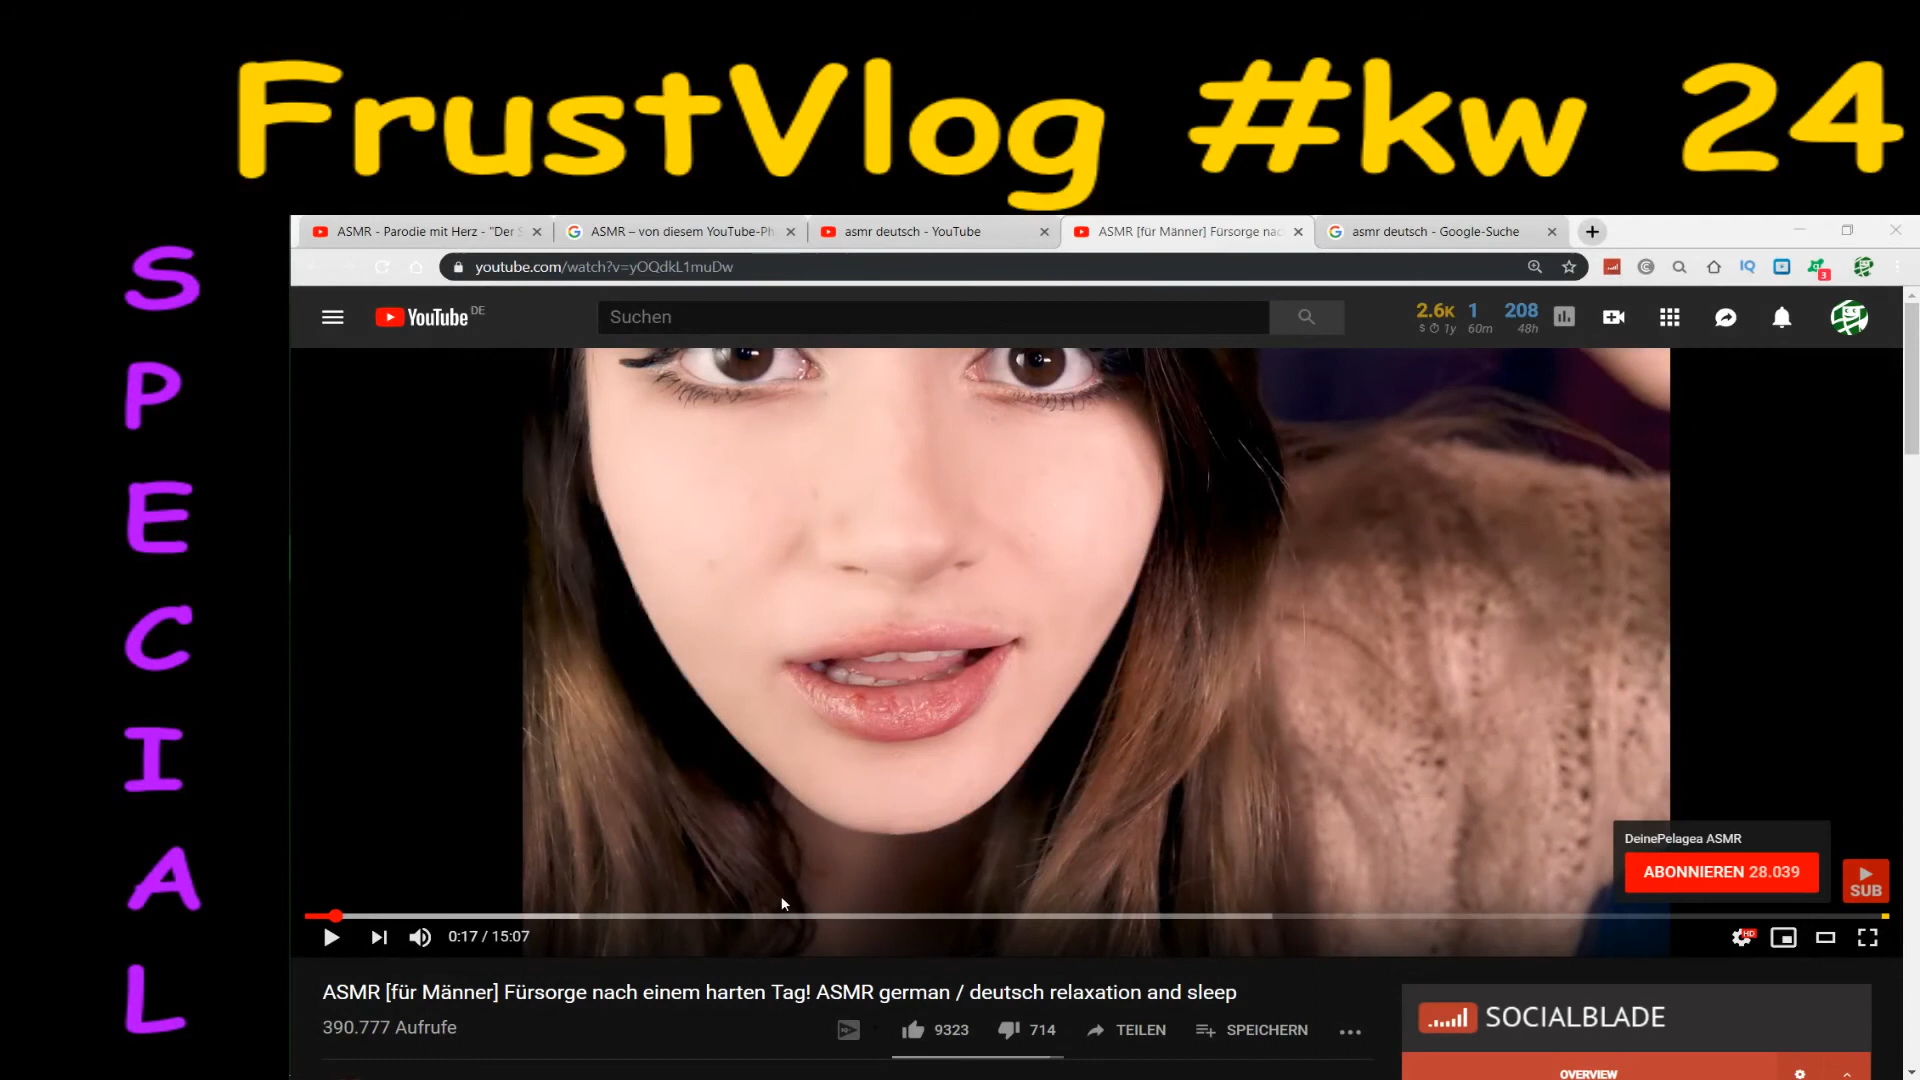 FrustVlog #kw 24
SPECIAL
ASMR - Parodie mit Herz - "Der S
ASMR – von diesem YouTube-Ph
asmr deutsch - YouTube
ASMR [für Männer] Fürsorge nac
asmr deutsch - Google-Suche
youtube.com/watch?v=yOQdkL1muDw
IQ
3
YouTube DE
Suchen
2.6K 1 208
$ 1y 60m 48h
DeinePelagea ASMR
ABONNIEREN 28.039
SUB
0:17 / 15:07
HD
ASMR [für Männer] Fürsorge nach einem harten Tag! ASMR german / deutsch relaxation and sleep
390.777 Aufrufe
9323 714 TEILEN SPEICHERN
SOCIALBLADE
OVERVIEW